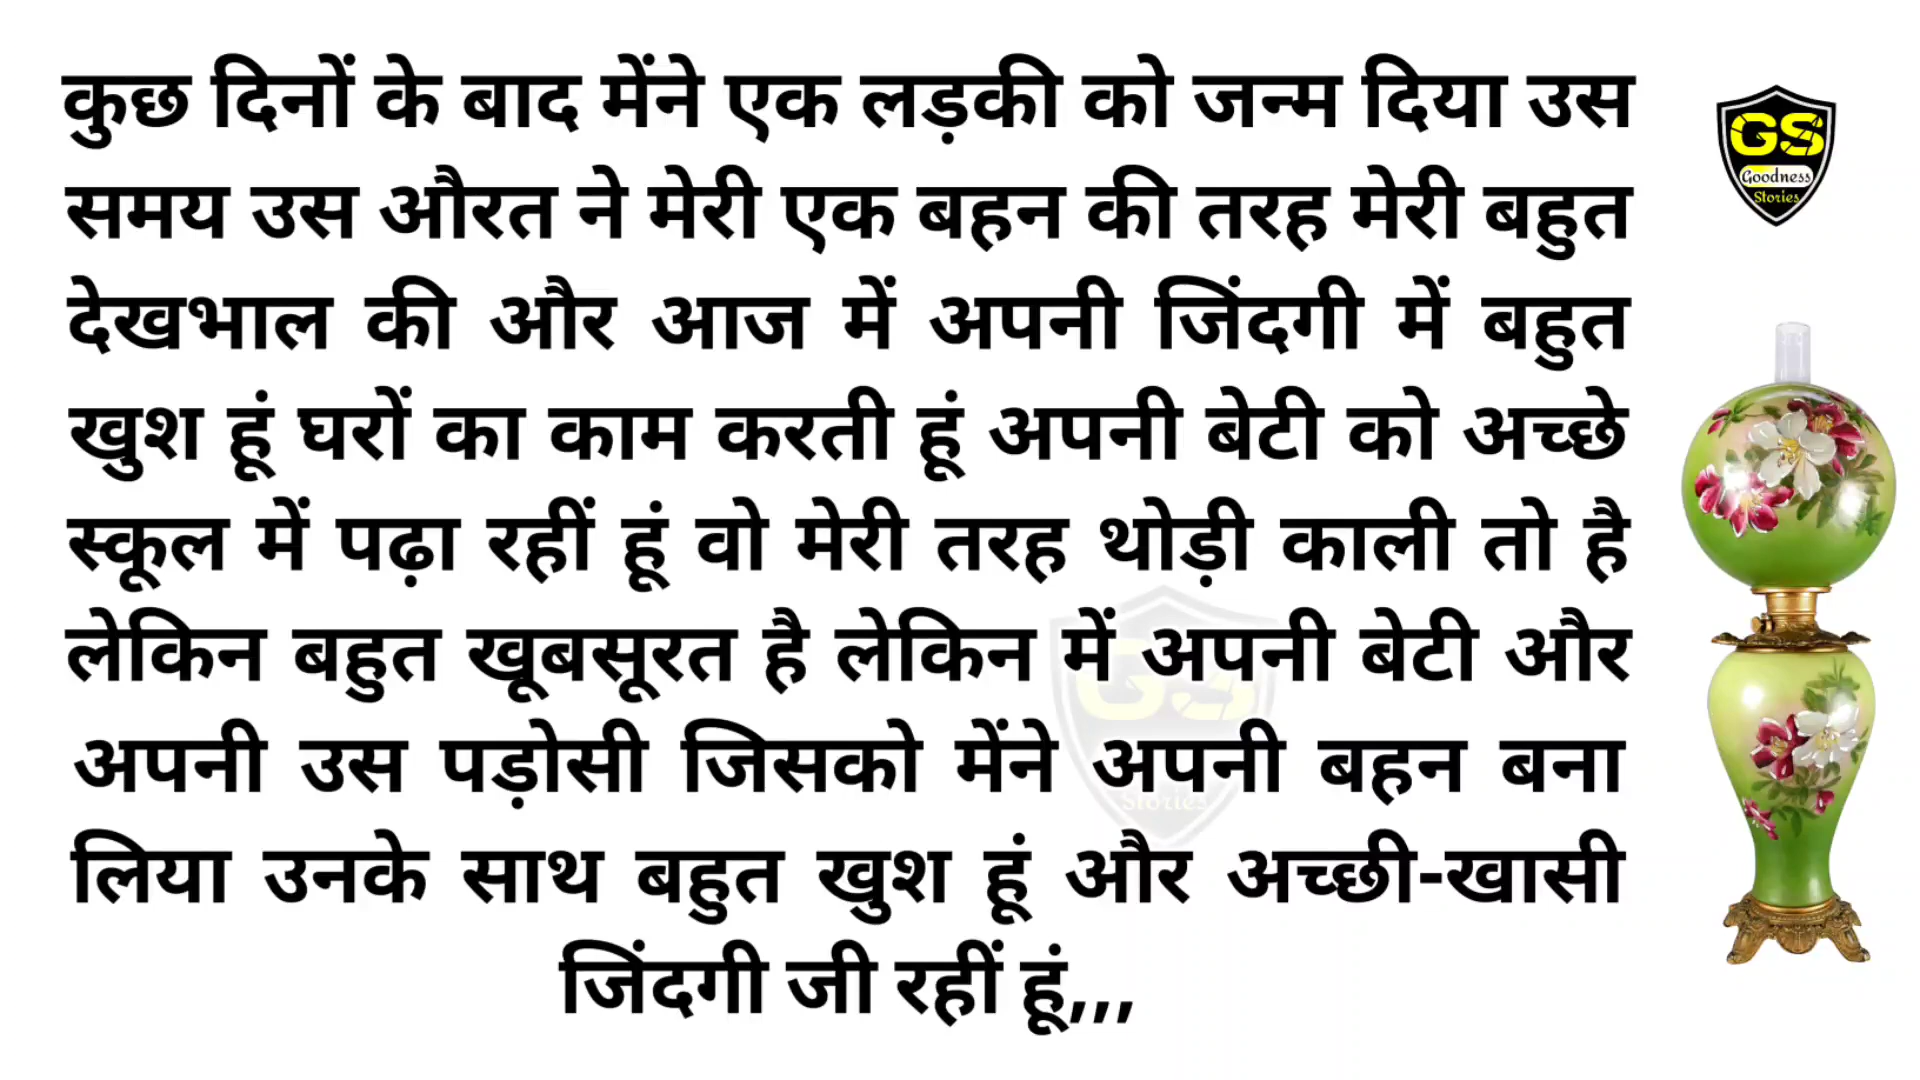 कुछ दिनों के बाद मेंने एक लड़की को जन्म दिया उस
समय उस औरत ने मेरी एक बहन की तरह मेरी बहुत
देखभाल की और आज में अपनी जिंदगी में बहुत
खुश हूं घरों का काम करती हूं अपनी बेटी को अच्छे
स्कूल में पढ़ा रहीं हूं वो मेरी तरह थोड़ी काली तो है
लेकिन बहुत खूबसूरत है लेकिन में अपनी बेटी और
अपनी उस पड़ोसी जिसको मेंने अपनी बहन बना
लिया उनके साथ बहुत खुश हूं और अच्छी-खासी
जिंदगी जी रहीं हूं,,,
GS
Goodness
Stories
GS
Stories